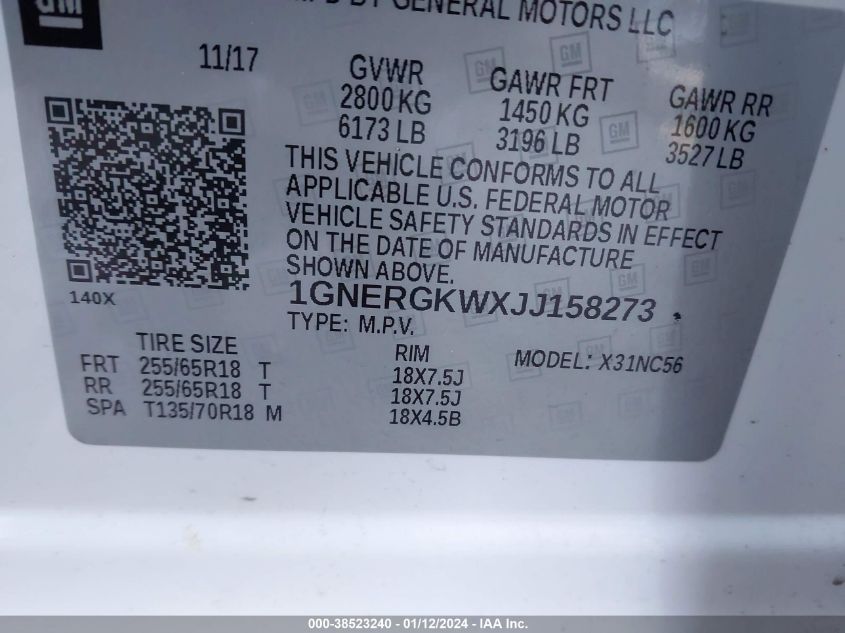 GM
MFD BY GENERAL MOTORS LLC
11/17
GVWR
2800 KG
6173 LB
GAWR FRT
1450 KG
3196 LB
GAWR RR
1600 KG
3527 LB
THIS VEHICLE CONFORMS TO ALL
APPLICABLE U.S. FEDERAL MOTOR
VEHICLE SAFETY STANDARDS IN EFFECT
ON THE DATE OF MANUFACTURE
SHOWN ABOVE.
140X
1GNERGKWXJJ158273
TYPE: M.P.V.
TIRE SIZE
RIM
MODEL: X31NC56
FRT 255/65R18 T 18X7.5J
RR 255/65R18 T 18X7.5J
SPA T135/70R18 M 18X4.5B
000-38523240 - 01/12/2024 - IAA Inc.